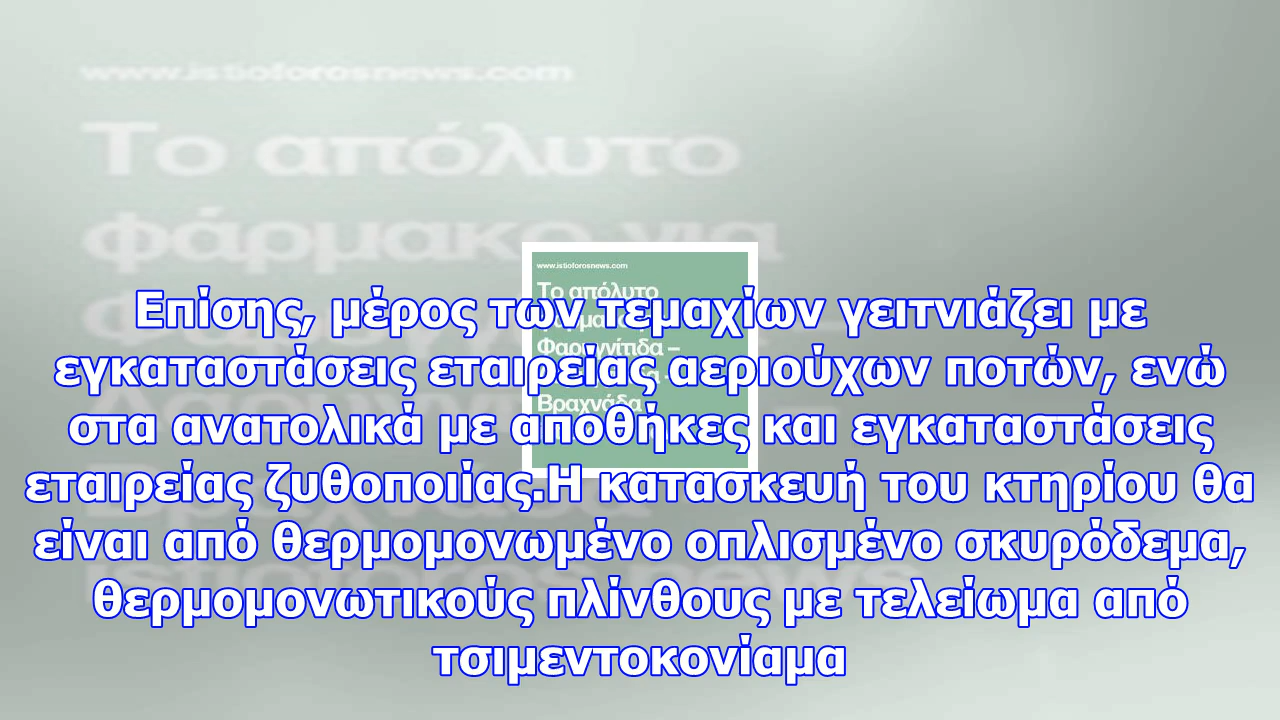 www.istioforosnews.com
Το απόλυτο
φάρμακο για
www.istioforosnews.com
Το απόλυτο
Φαρυγγίτιδα –
Βραχνάδα
Επίσης, μέρος των τεμαχίων γειτνιάζει με
εγκαταστάσεις εταιρείας αεριούχων ποτών, ενώ
στα ανατολικά με αποθήκες και εγκαταστάσεις
εταιρείας ζυθοποιίας.Η κατασκευή του κτηρίου θα
είναι από θερμομονωμένο οπλισμένο σκυρόδεμα,
θερμομονωτικούς πλίνθους με τελείωμα από
τσιμεντοκονίαμα